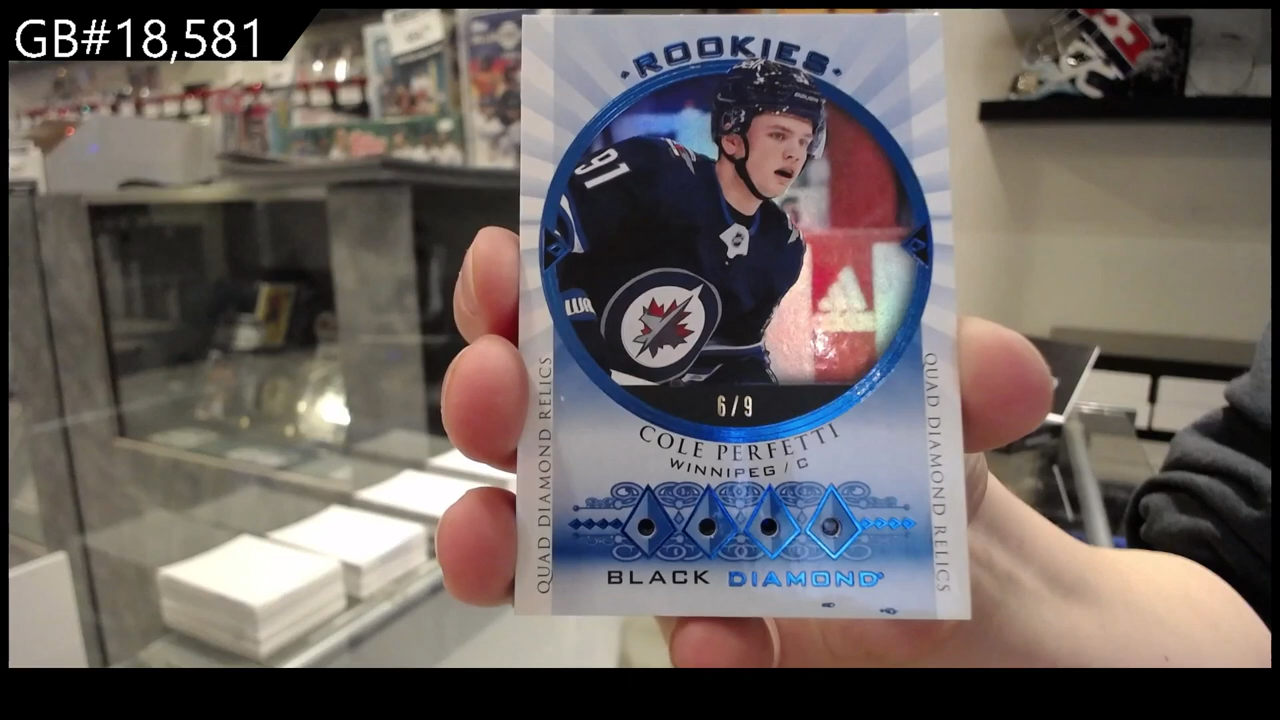 GB#18,581
ROOKIES
91
6/9
COLE PERFETTI
WINNIPEG / C
QUAD DIAMOND RELICS
QUAD DIAMOND RELICS
BLACK DIAMOND